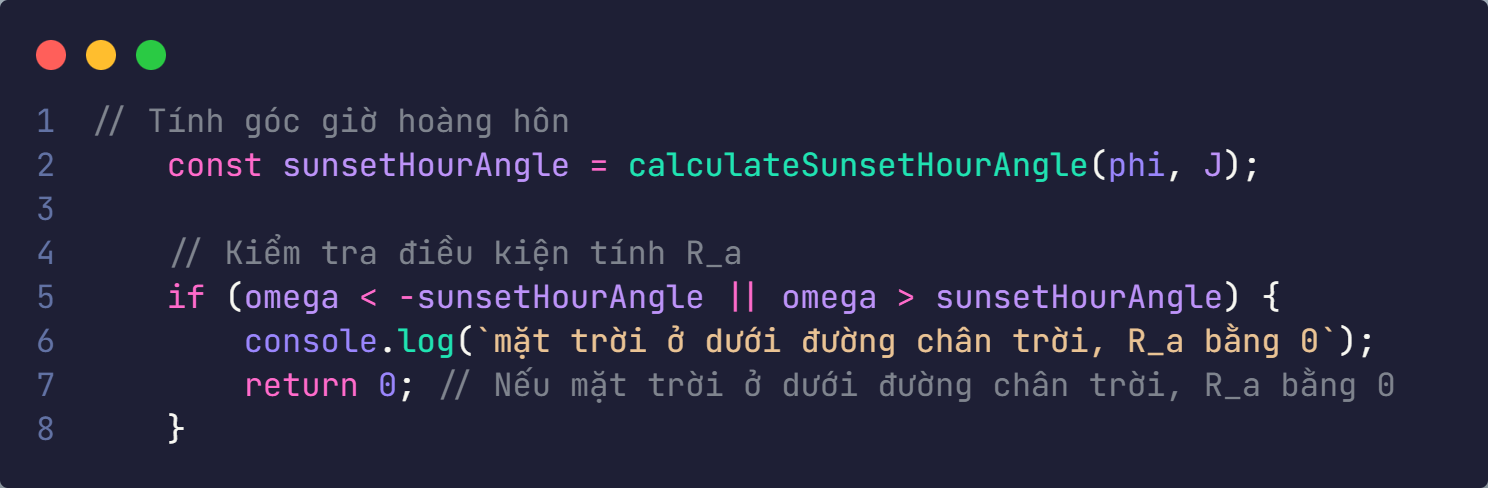 1 // Tính góc giờ hoàng hôn
2     const sunsetHourAngle = calculateSunsetHourAngle(phi, J);
3
4     // Kiểm tra điều kiện tính R_a
5     if (omega < -sunsetHourAngle || omega > sunsetHourAngle) {
6         console.log(`mặt trời ở dưới đường chân trời, R_a bằng 0`);
7         return 0; // Nếu mặt trời ở dưới đường chân trời, R_a bằng 0
8     }